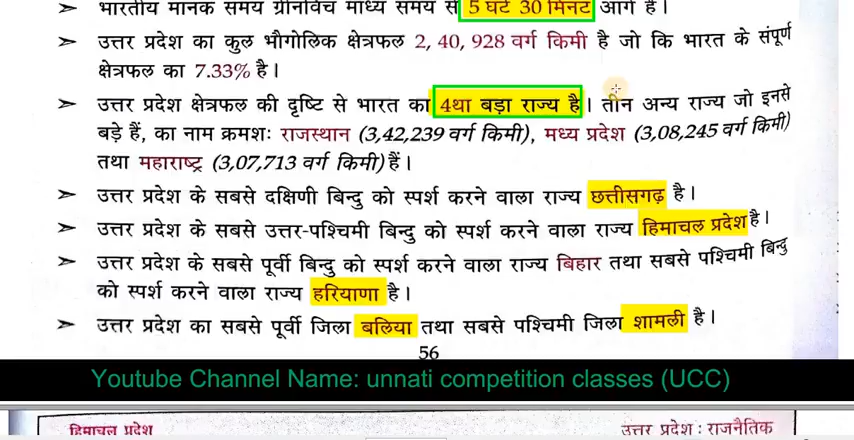 ➢ भारतीय मानक समय ग्रीनविच माध्य समय से 5 घंटे 30 मिनट आगे है।
➢ उत्तर प्रदेश का कुल भौगोलिक क्षेत्रफल 2, 40, 928 वर्ग किमी है जो कि भारत के संपूर्ण
क्षेत्रफल का 7.33% है।
➢ उत्तर प्रदेश क्षेत्रफल की दृष्टि से भारत का 4था बड़ा राज्य है। तीन अन्य राज्य जो इनसे
बड़े हैं, का नाम क्रमशः राजस्थान (3,42,239 वर्ग किमी), मध्य प्रदेश (3,08,245 वर्ग किमी)
तथा महाराष्ट्र (3,07,713 वर्ग किमी) हैं।
➢ उत्तर प्रदेश के सबसे दक्षिणी बिन्दु को स्पर्श करने वाला राज्य छत्तीसगढ़ है।
➢ उत्तर प्रदेश के सबसे उत्तर-पश्चिमी बिन्दु को स्पर्श करने वाला राज्य हिमाचल प्रदेश है।
➢ उत्तर प्रदेश के सबसे पूर्वी बिन्दु को स्पर्श करने वाला राज्य बिहार तथा सबसे पश्चिमी बिन्दु
को स्पर्श करने वाला राज्य हरियाणा है।
➢ उत्तर प्रदेश का सबसे पूर्वी जिला बलिया तथा सबसे पश्चिमी जिला शामली है।
56
Youtube Channel Name: unnati competition classes (UCC)
हिमाचल प्रदेश उत्तर प्रदेश : राजनैतिक